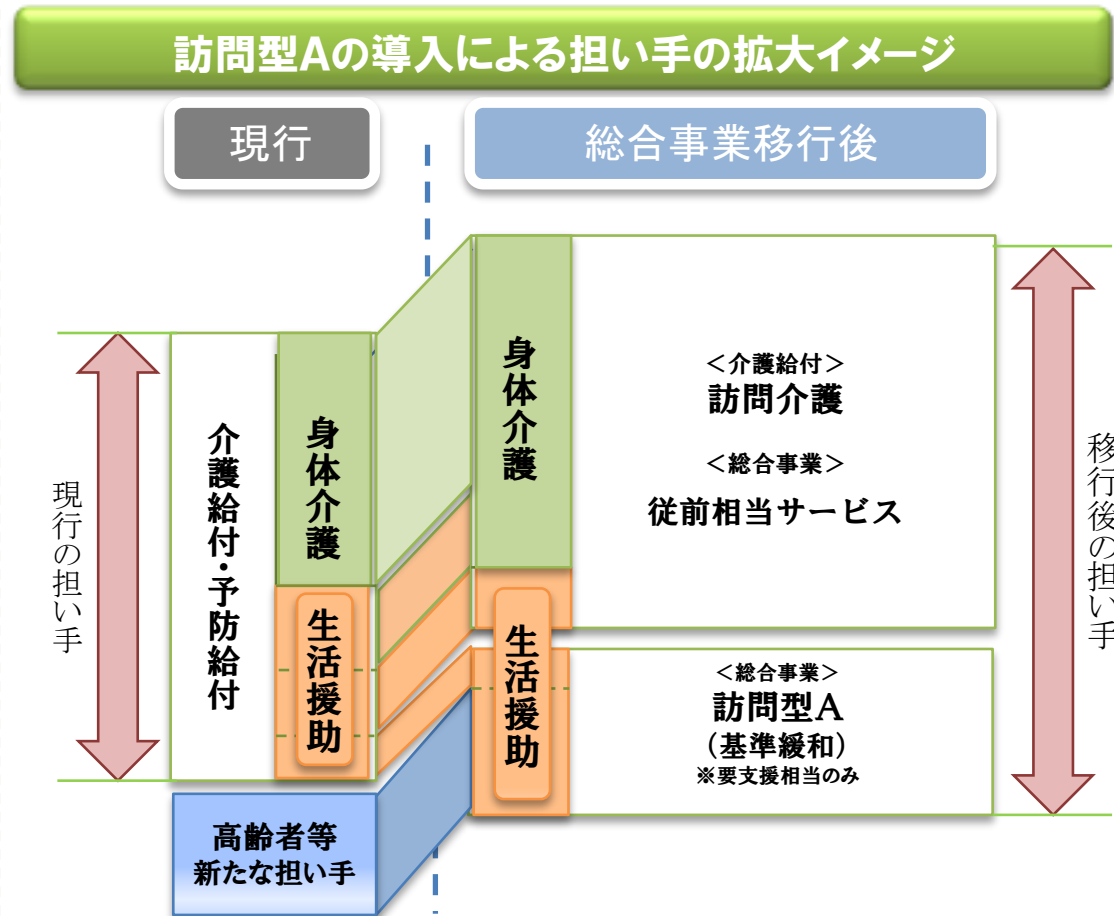 訪問型Aの導入による担い手の拡大イメージ
現行
総合事業移行後
現行の担い手
介護給付・予防給付
身体介護
生活援助
高齢者等
新たな担い手
身体介護
生活援助
＜介護給付＞
訪問介護
＜総合事業＞
従前相当サービス
＜総合事業＞
訪問型A
（基準緩和）
※要支援相当のみ
移行後の担い手